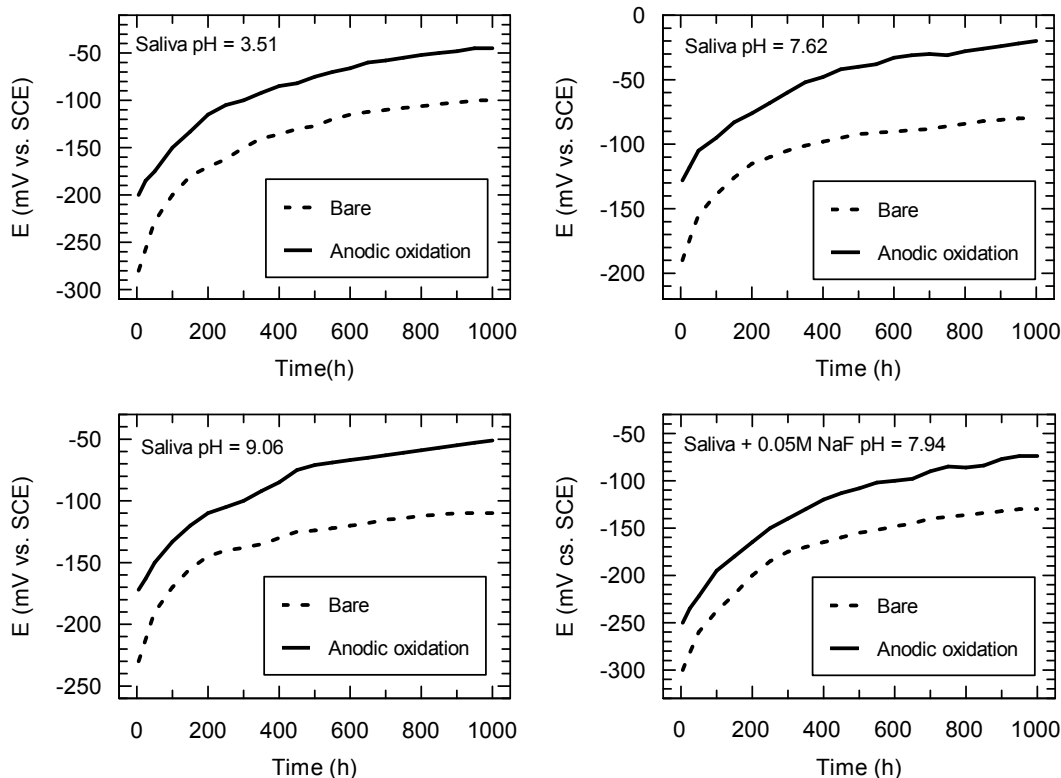 Saliva pH = 3.51
E (mV vs. SCE)
-50
-100
-150
-200
-250
-300
Bare
Anodic oxidation
0 200 400 600 800 1000
Time(h)
Saliva pH = 7.62
E (mV vs. SCE)
0
-50
-100
-150
-200
Bare
Anodic oxidation
0 200 400 600 800 1000
Time (h)
Saliva pH = 9.06
E (mV vs. SCE)
-50
-100
-150
-200
-250
Bare
Anodic oxidation
0 200 400 600 800 1000
Time (h)
Saliva + 0.05M NaF pH = 7.94
E (mV cs. SCE)
-50
-100
-150
-200
-250
-300
Bare
Anodic oxidation
0 200 400 600 800 1000
Time (h)